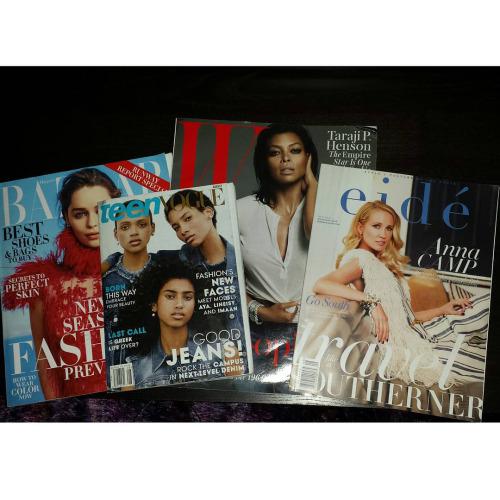 BAZAAR
RUNWAY
REPORT SPECIAL
BEST
SHOES
& BAGS
TO BUY
SECRETS TO
PERFECT
SKIN
NEW
SEASON
FASHION
PREVIEW
HOW TO
WEAR
COLOR
NOW
teen VOGUE
BORN
THIS WAY
EMBRACE
YOUR BEAUTY
LAST CALL
IS GREEK
LIFE OVER?
FASHION'S
NEW
FACES
MEET MODELS
AYA, LINEISY,
AND IMAAN
GOOD
JEANS!
ROCK THE CAMPUS
IN NEXT-LEVEL DENIM
W
Taraji P.
Henson
The Empire
Star Is One
eidé
Anna
CAMP
Go South
travel
SOUTHERNER